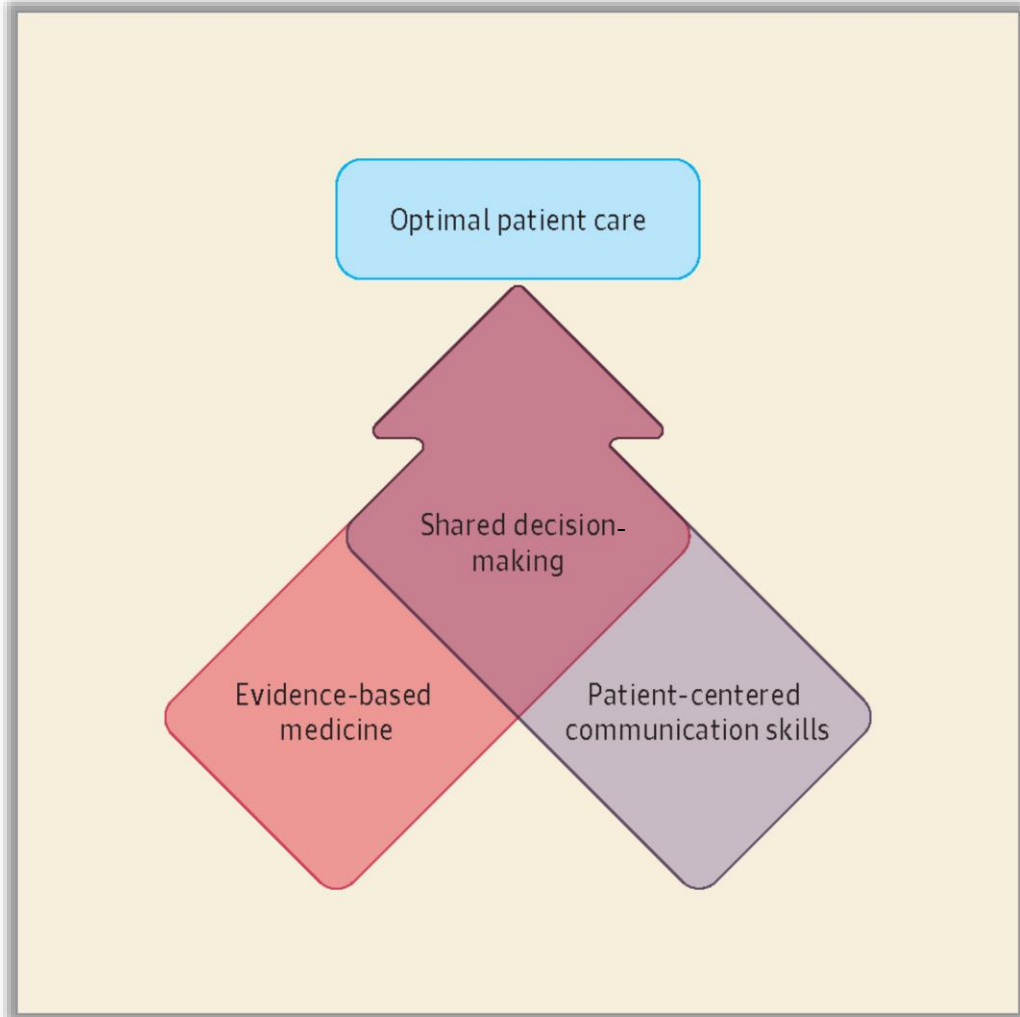 Optimal patient care
Shared decision-
making
Evidence-based
medicine
Patient-centered
communication skills